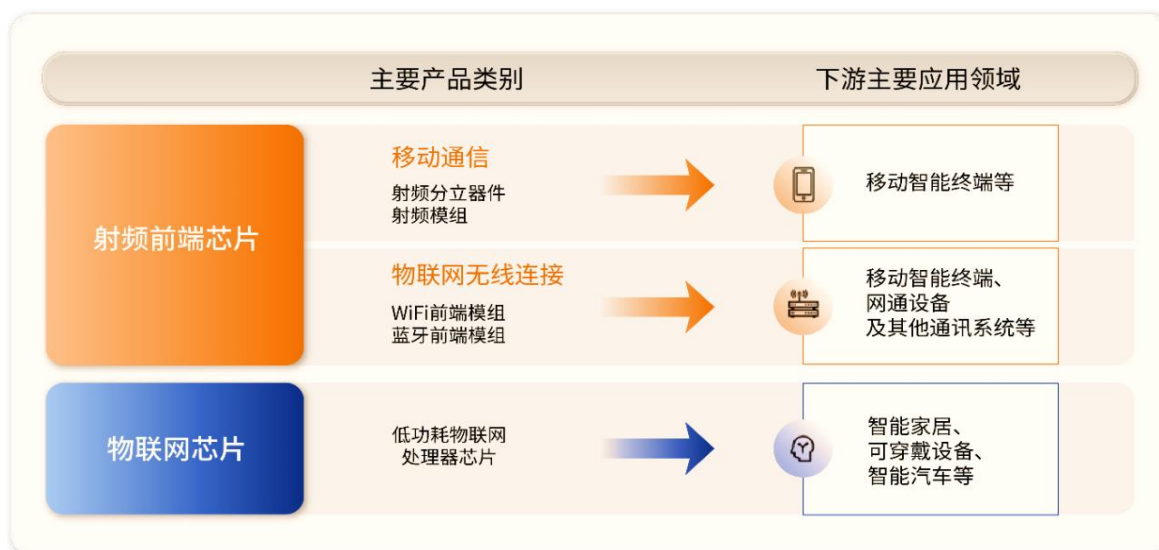 主要产品类别
下游主要应用领域
射频前端芯片
移动通信
射频分立器件
射频模组
移动智能终端等
物联网无线连接
WiFi前端模组
蓝牙前端模组
移动智能终端、
网通设备
及其他通讯系统等
物联网芯片
低功耗物联网
处理器芯片
智能家居、
可穿戴设备、
智能汽车等